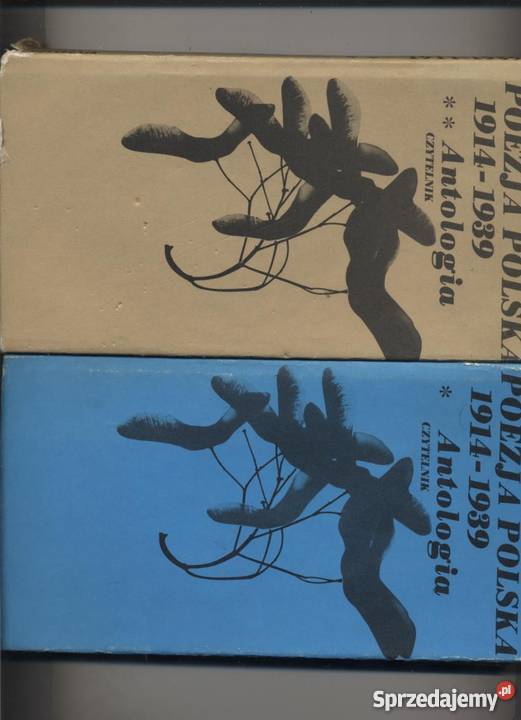 POEZJA POLSKA
1914-1939
** Antologia
CZYTELNIK
POEZJA POLSKA
1914-1939
* Antologia
CZYTELNIK
Sprzedajemy.pl